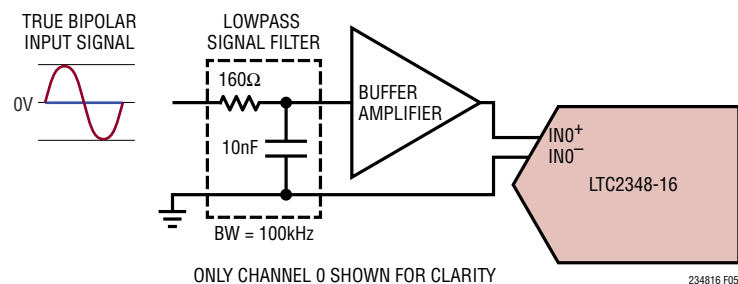 TRUE BIPOLAR
INPUT SIGNAL
LOWPASS
SIGNAL FILTER
160Ω
0V
BUFFER
AMPLIFIER
10nF
IN0+
IN0−
LTC2348-16
BW = 100kHz
ONLY CHANNEL 0 SHOWN FOR CLARITY
234816 F05